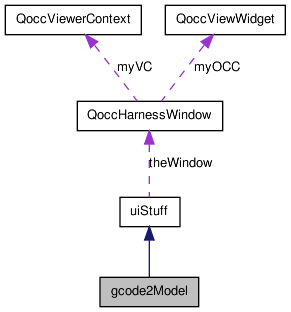 QoccViewerContext
QoccViewWidget
myVC
myOCC
QoccHarnessWindow
theWindow
uiStuff
gcode2Model